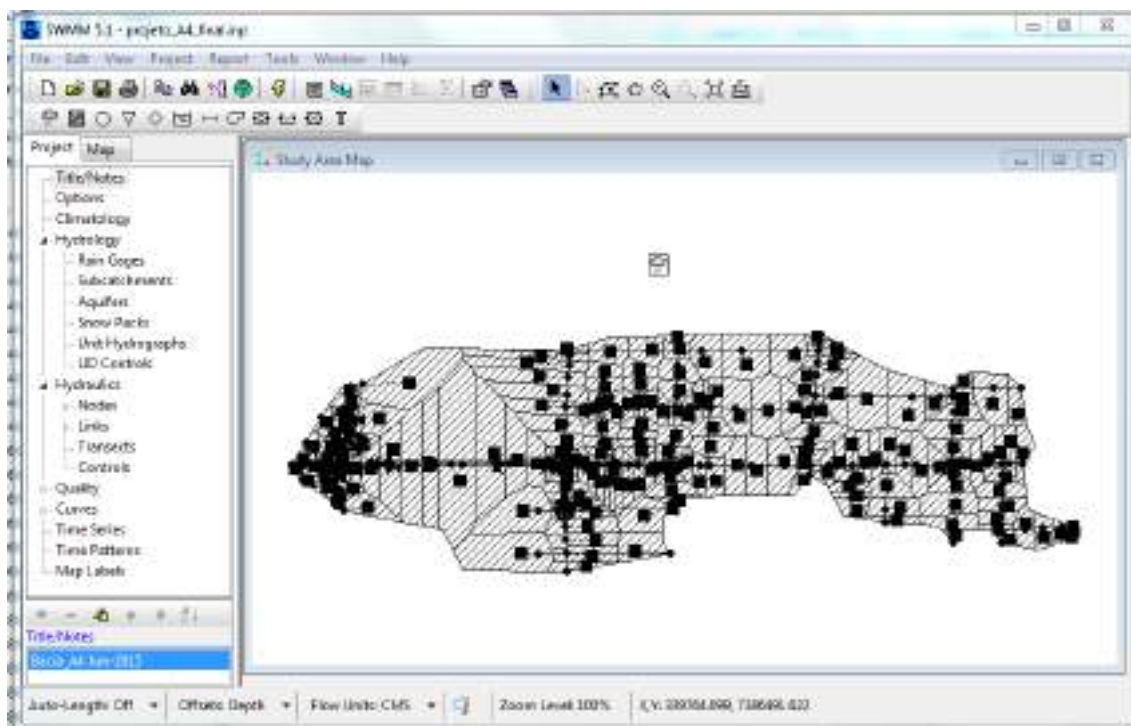 SWMM 5.1 - projeto_A4_final.inp
File Edit View Project Report Tools Window Help
Project Map
Study Area Map
Title/Notes
Options
Climatology
Hydrology
Rain Gages
Subcatchments
Aquifers
Snow Packs
Unit Hydrographs
LID Controls
Hydraulics
Nodes
Links
Transects
Controls
Quality
Curves
Time Series
Time Patterns
Map Labels
Title/Notes
Auto-Length: Off Offsets: Depth Flow Units: CMS Zoom Level: 100% X,Y: